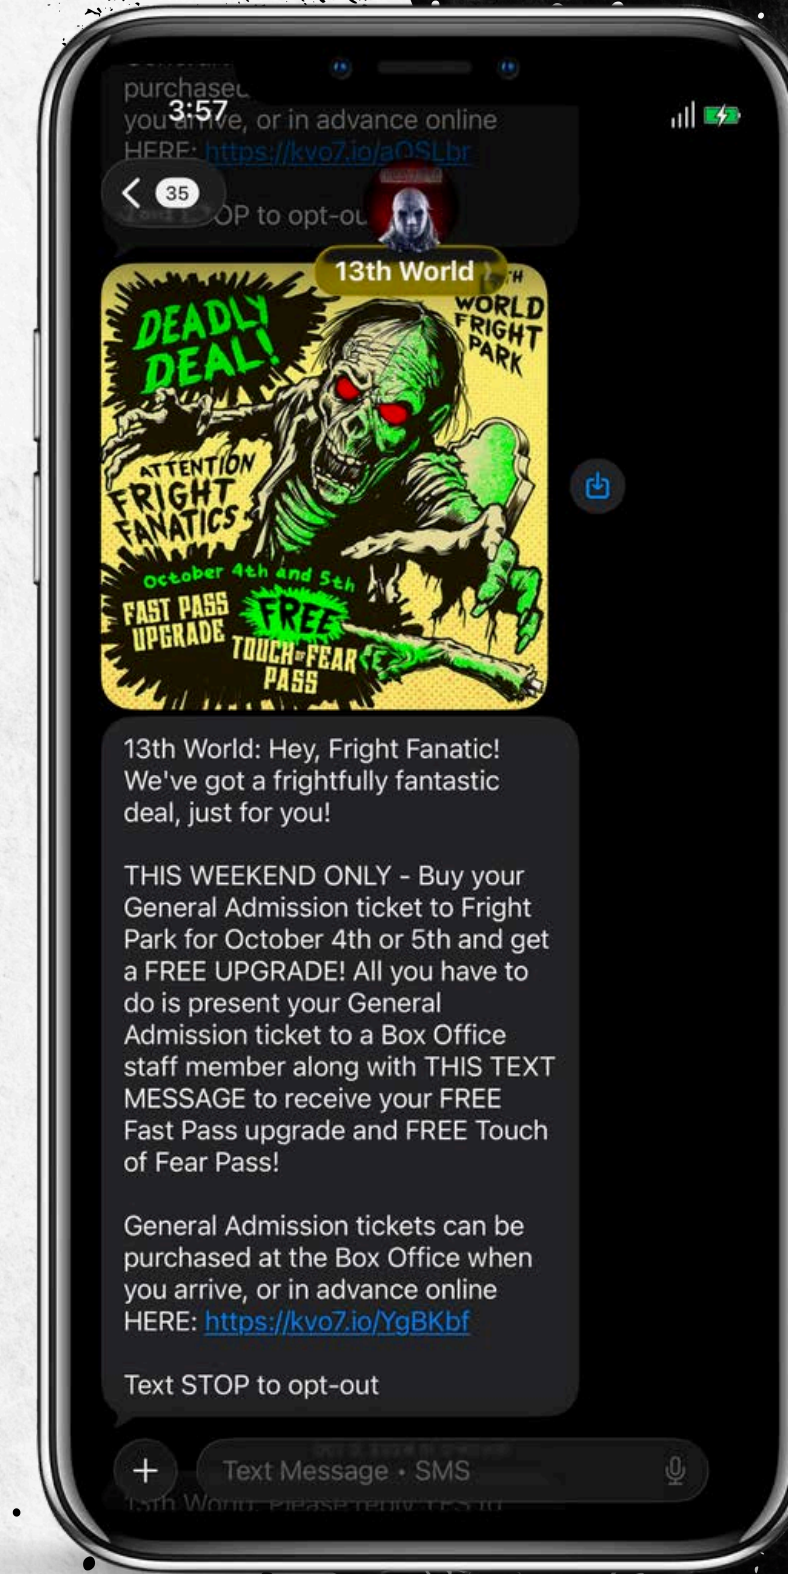 purchased
3:57
you arrive, or in advance online
HERE: https://kvo7.io/
35
OP to opt-ou
13th World
DEADLY
DEAL!
WORLD
FRIGHT
PARK
ATTENTION
FRIGHT
FANATICS
October 4th and 5th
FAST PASS
UPGRADE
FREE
TOUCH OF FEAR
PASS
13th World: Hey, Fright Fanatic!
We've got a frightfully fantastic
deal, just for you!
THIS WEEKEND ONLY - Buy your
General Admission ticket to Fright
Park for October 4th or 5th and get
a FREE UPGRADE! All you have to
do is present your General
Admission ticket to a Box Office
staff member along with THIS TEXT
MESSAGE to receive your FREE
Fast Pass upgrade and FREE Touch
of Fear Pass!
General Admission tickets can be
purchased at the Box Office when
you arrive, or in advance online
HERE: https://kvo7.io/YgBKbf
Text STOP to opt-out
Text Message • SMS
13th World: Please reply YES to